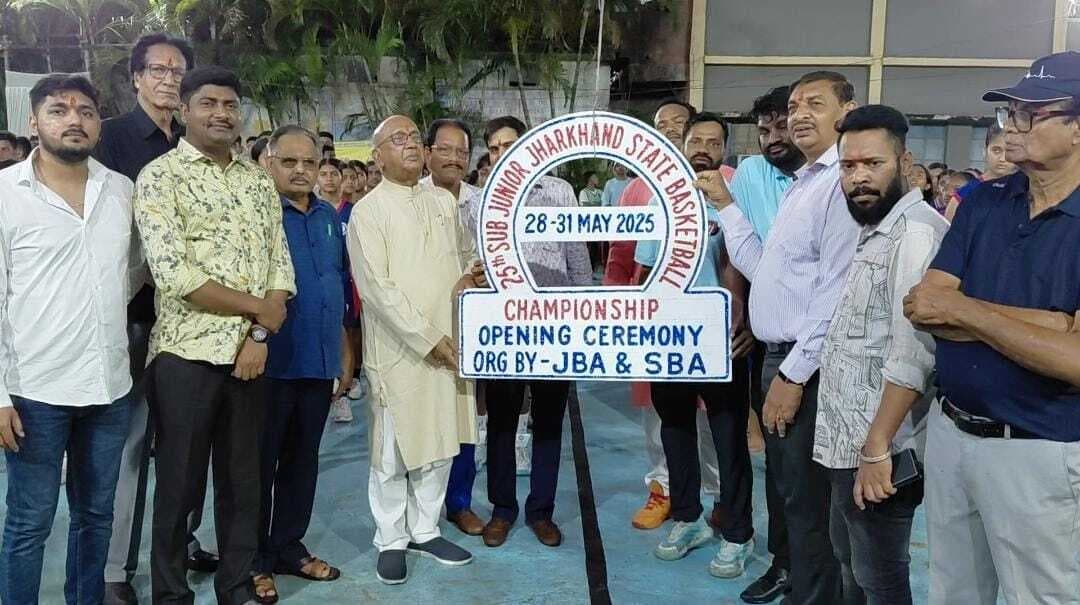 25th SUB JUNIOR JHARKHAND STATE BASKETBALL
28-31 MAY 2025
CHAMPIONSHIP
OPENING CEREMONY
ORG BY-JBA & SBA